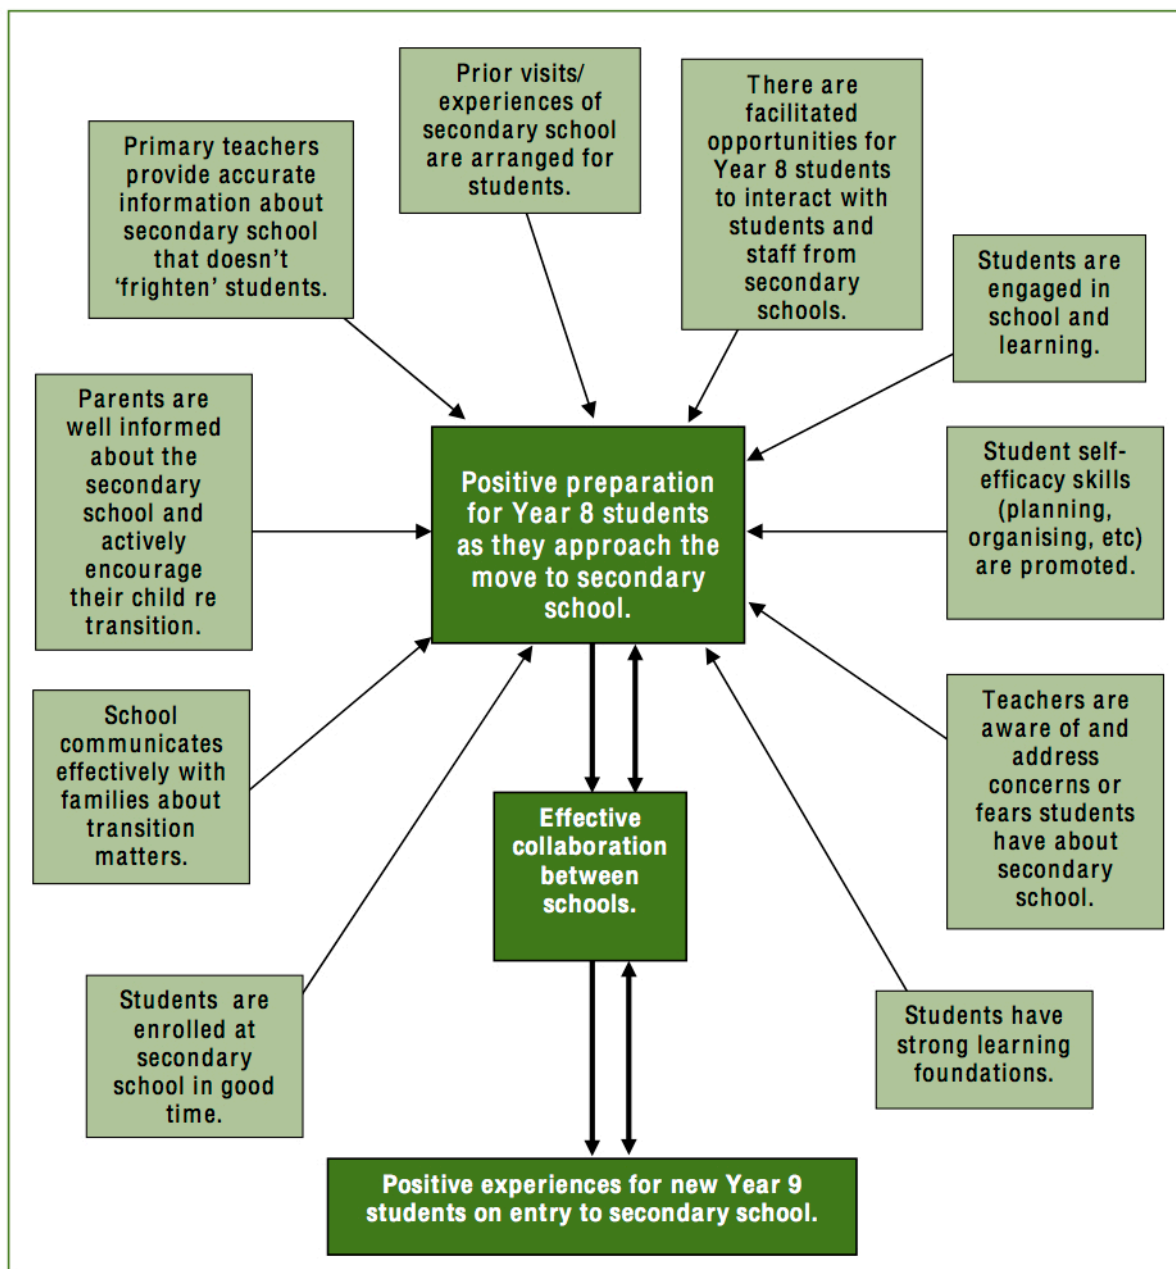 Prior visits/
experiences of
secondary school
are arranged for
students.
There are
facilitated
opportunities for
Year 8 students
to interact with
students and
staff from
secondary
schools.
Primary teachers
provide accurate
information about
secondary school
that doesn't
‘frighten’ students.
Students are
engaged in
school and
learning.
Parents are
well informed
about the
secondary
school and
actively
encourage
their child re
transition.
Positive preparation
for Year 8 students
as they approach the
move to secondary
school.
Student self-
efficacy skills
(planning,
organising, etc)
are promoted.
School
communicates
effectively with
families about
transition
matters.
Teachers are
aware of and
address
concerns or
fears students
have about
secondary
school.
Effective
collaboration
between
schools.
Students are
enrolled at
secondary
school in good
time.
Students have
strong learning
foundations.
Positive experiences for new Year 9
students on entry to secondary school.